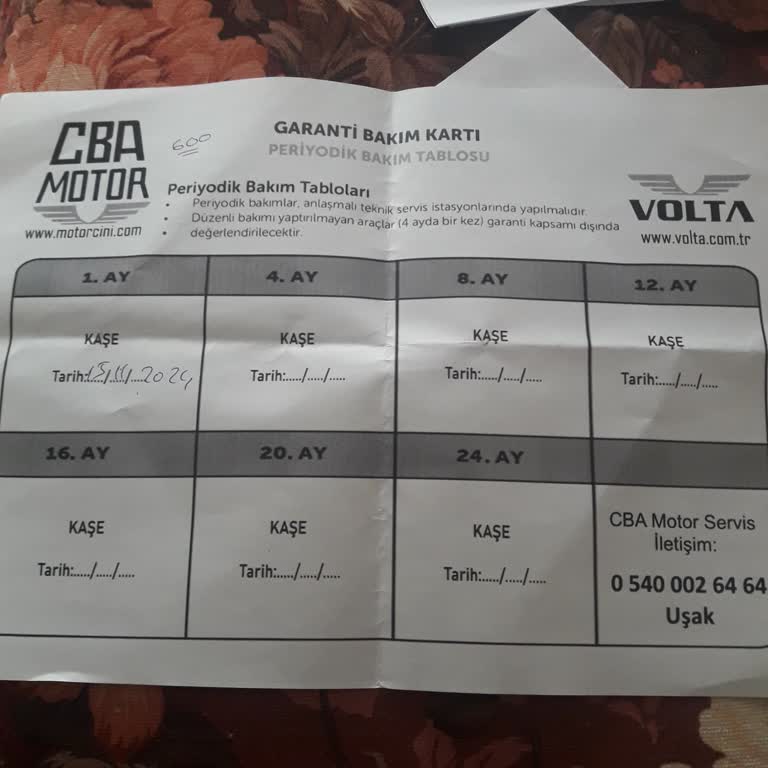 CBA
MOTOR
www.motorcini.com
600
GARANTİ BAKIM KARTI
PERİYODİK BAKIM TABLOSU
Periyodik Bakım Tabloları
• Periyodik bakımlar, anlaşmalı teknik servis istasyonlarında yapılmalıdır.
• Düzenli bakımı yaptırılmayan araçlar (4 ayda bir kez) garanti kapsamı dışında
• değerlendirilecektir.
VOLTA
www.volta.com.tr
1. AY
4. AY
8. AY
12. AY
KAŞE
KAŞE
KAŞE
KAŞE
Tarih:15/11/2024
Tarih:...../...../.....
Tarih:...../...../.....
Tarih:...../...../.....
16. AY
20. AY
24. AY
KAŞE
KAŞE
KAŞE
Tarih:...../...../.....
Tarih:...../...../.....
Tarih:...../...../.....
CBA Motor Servis
İletişim:
0 540 002 64 64
Uşak